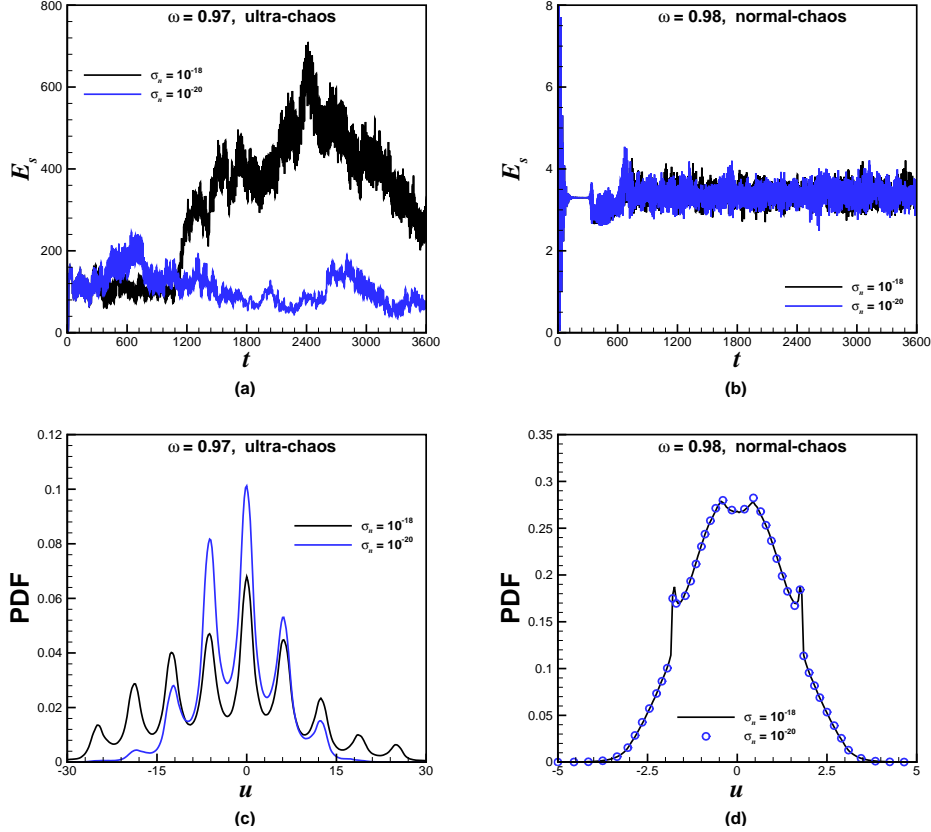 ω = 0.97, ultra-chaos
σn = 10-18
σn = 10-20
Es
800
600
400
200
0
0 600 1200 1800 2400 3000 3600
t
(a)
ω = 0.98, normal-chaos
σn = 10-18
σn = 10-20
Es
8
6
4
2
0
0 600 1200 1800 2400 3000 3600
t
(b)
ω = 0.97, ultra-chaos
σn = 10-18
σn = 10-20
PDF
0.12
0.1
0.08
0.06
0.04
0.02
0
-30 -15 0 15 30
u
(c)
ω = 0.98, normal-chaos
σn = 10-18
σn = 10-20
PDF
0.35
0.3
0.25
0.2
0.15
0.1
0.05
0
-5 -2.5 0 2.5 5
u
(d)